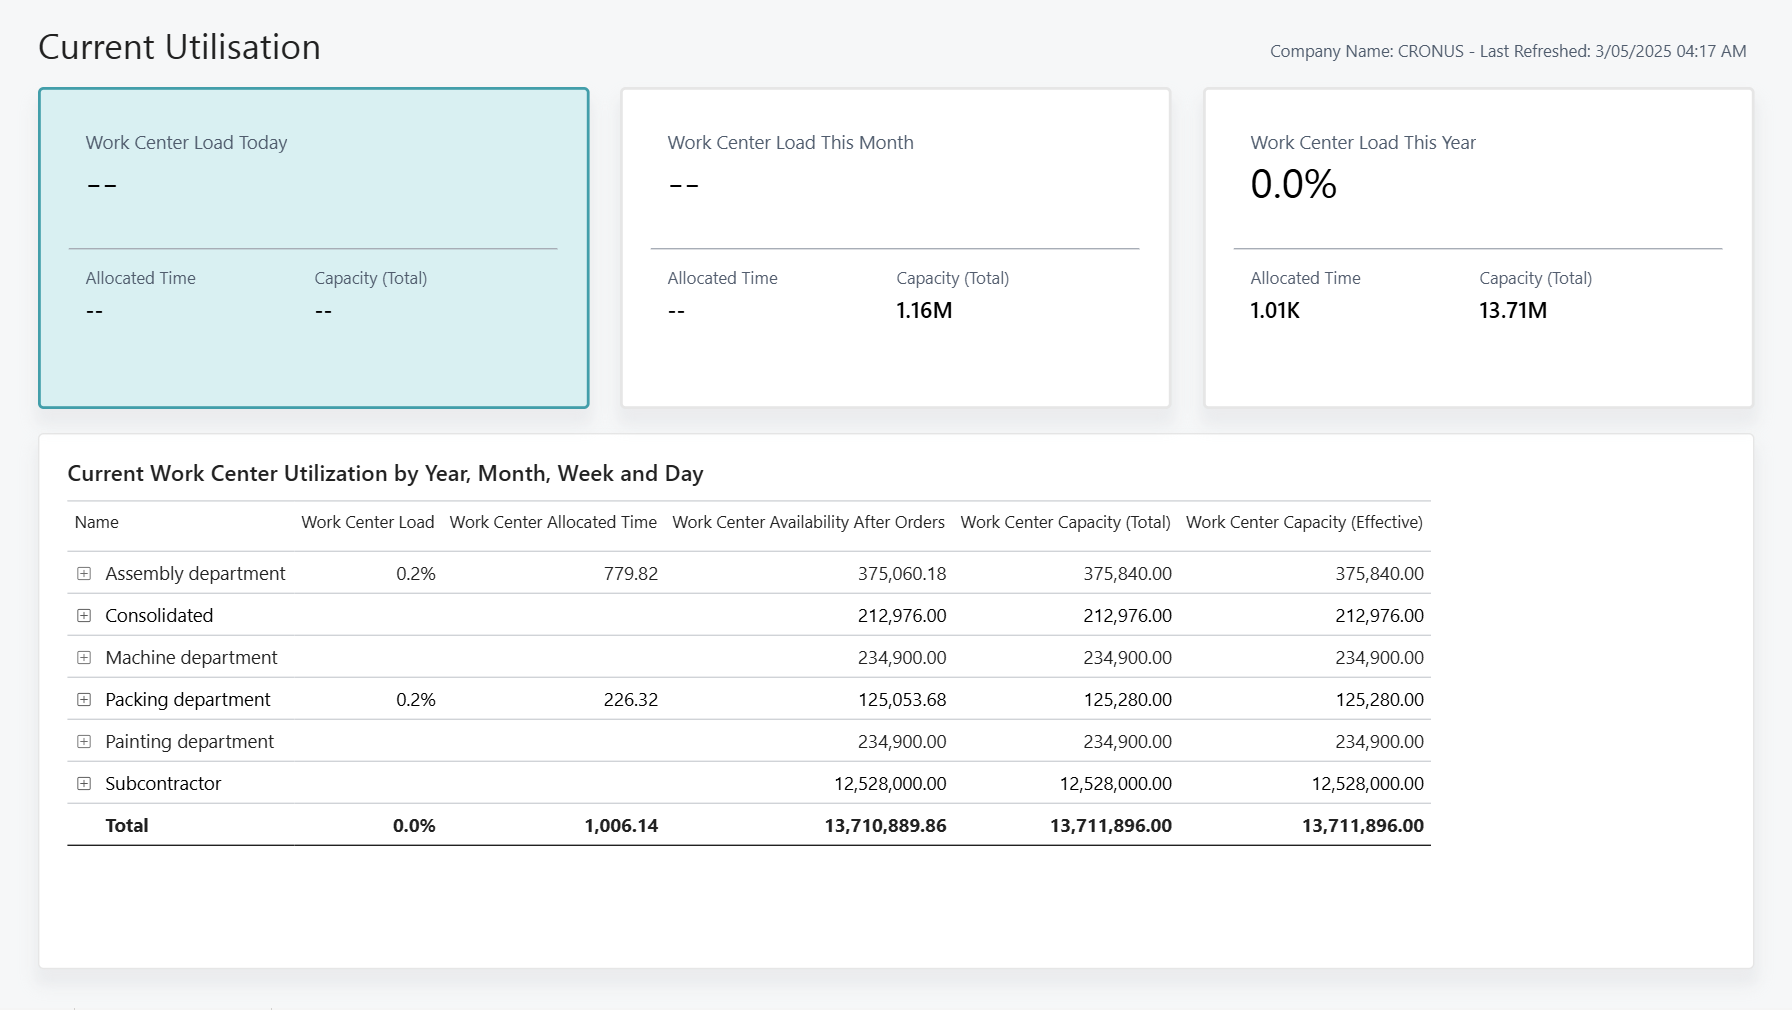 Current Utilisation
Company Name: CRONUS - Last Refreshed: 3/05/2025 04:17 AM
Work Center Load Today
--
Allocated Time Capacity (Total)
-- --
Work Center Load This Month
--
Allocated Time Capacity (Total)
-- 1.16M
Work Center Load This Year
0.0%
Allocated Time Capacity (Total)
1.01K 13.71M
Current Work Center Utilization by Year, Month, Week and Day
Name Work Center Load Work Center Allocated Time Work Center Availability After Orders Work Center Capacity (Total) Work Center Capacity (Effective)
Assembly department 0.2% 779.82 375,060.18 375,840.00 375,840.00
Consolidated 212,976.00 212,976.00 212,976.00
Machine department 234,900.00 234,900.00 234,900.00
Packing department 0.2% 226.32 125,053.68 125,280.00 125,280.00
Painting department 234,900.00 234,900.00 234,900.00
Subcontractor 12,528,000.00 12,528,000.00 12,528,000.00
Total 0.0% 1,006.14 13,710,889.86 13,711,896.00 13,711,896.00